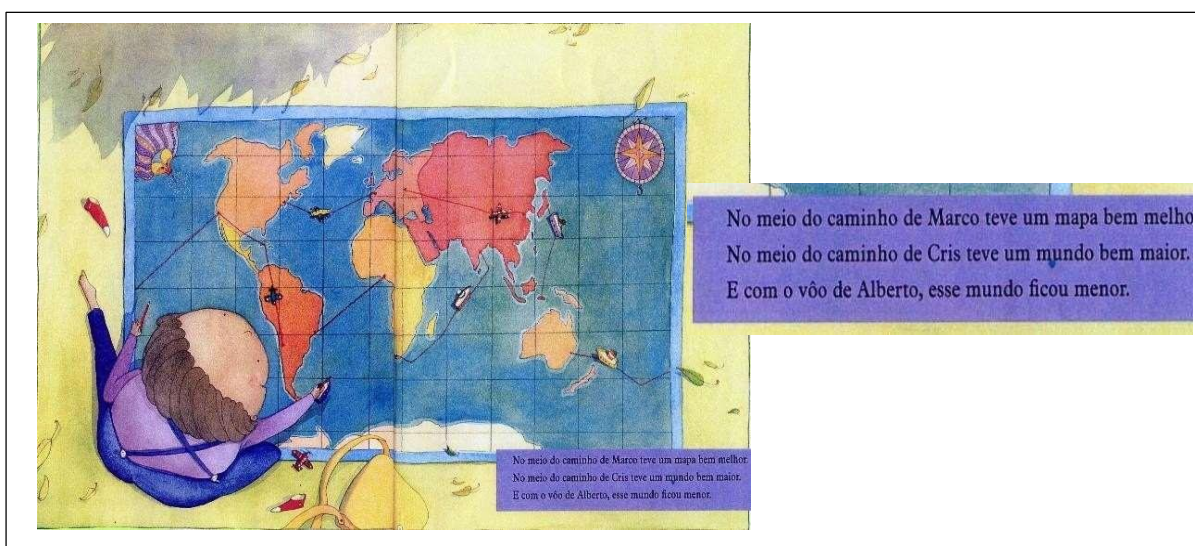 No meio do caminho de Marco teve um mapa bem melho
No meio do caminho de Cris teve um mundo bem maior.
E com o vôo de Alberto, esse mundo ficou menor.
No meio do caminho de Marco teve um mapa bem melhor.
No meio do caminho de Cris teve um mundo bem maior.
E com o vôo de Alberto, esse mundo ficou menor.